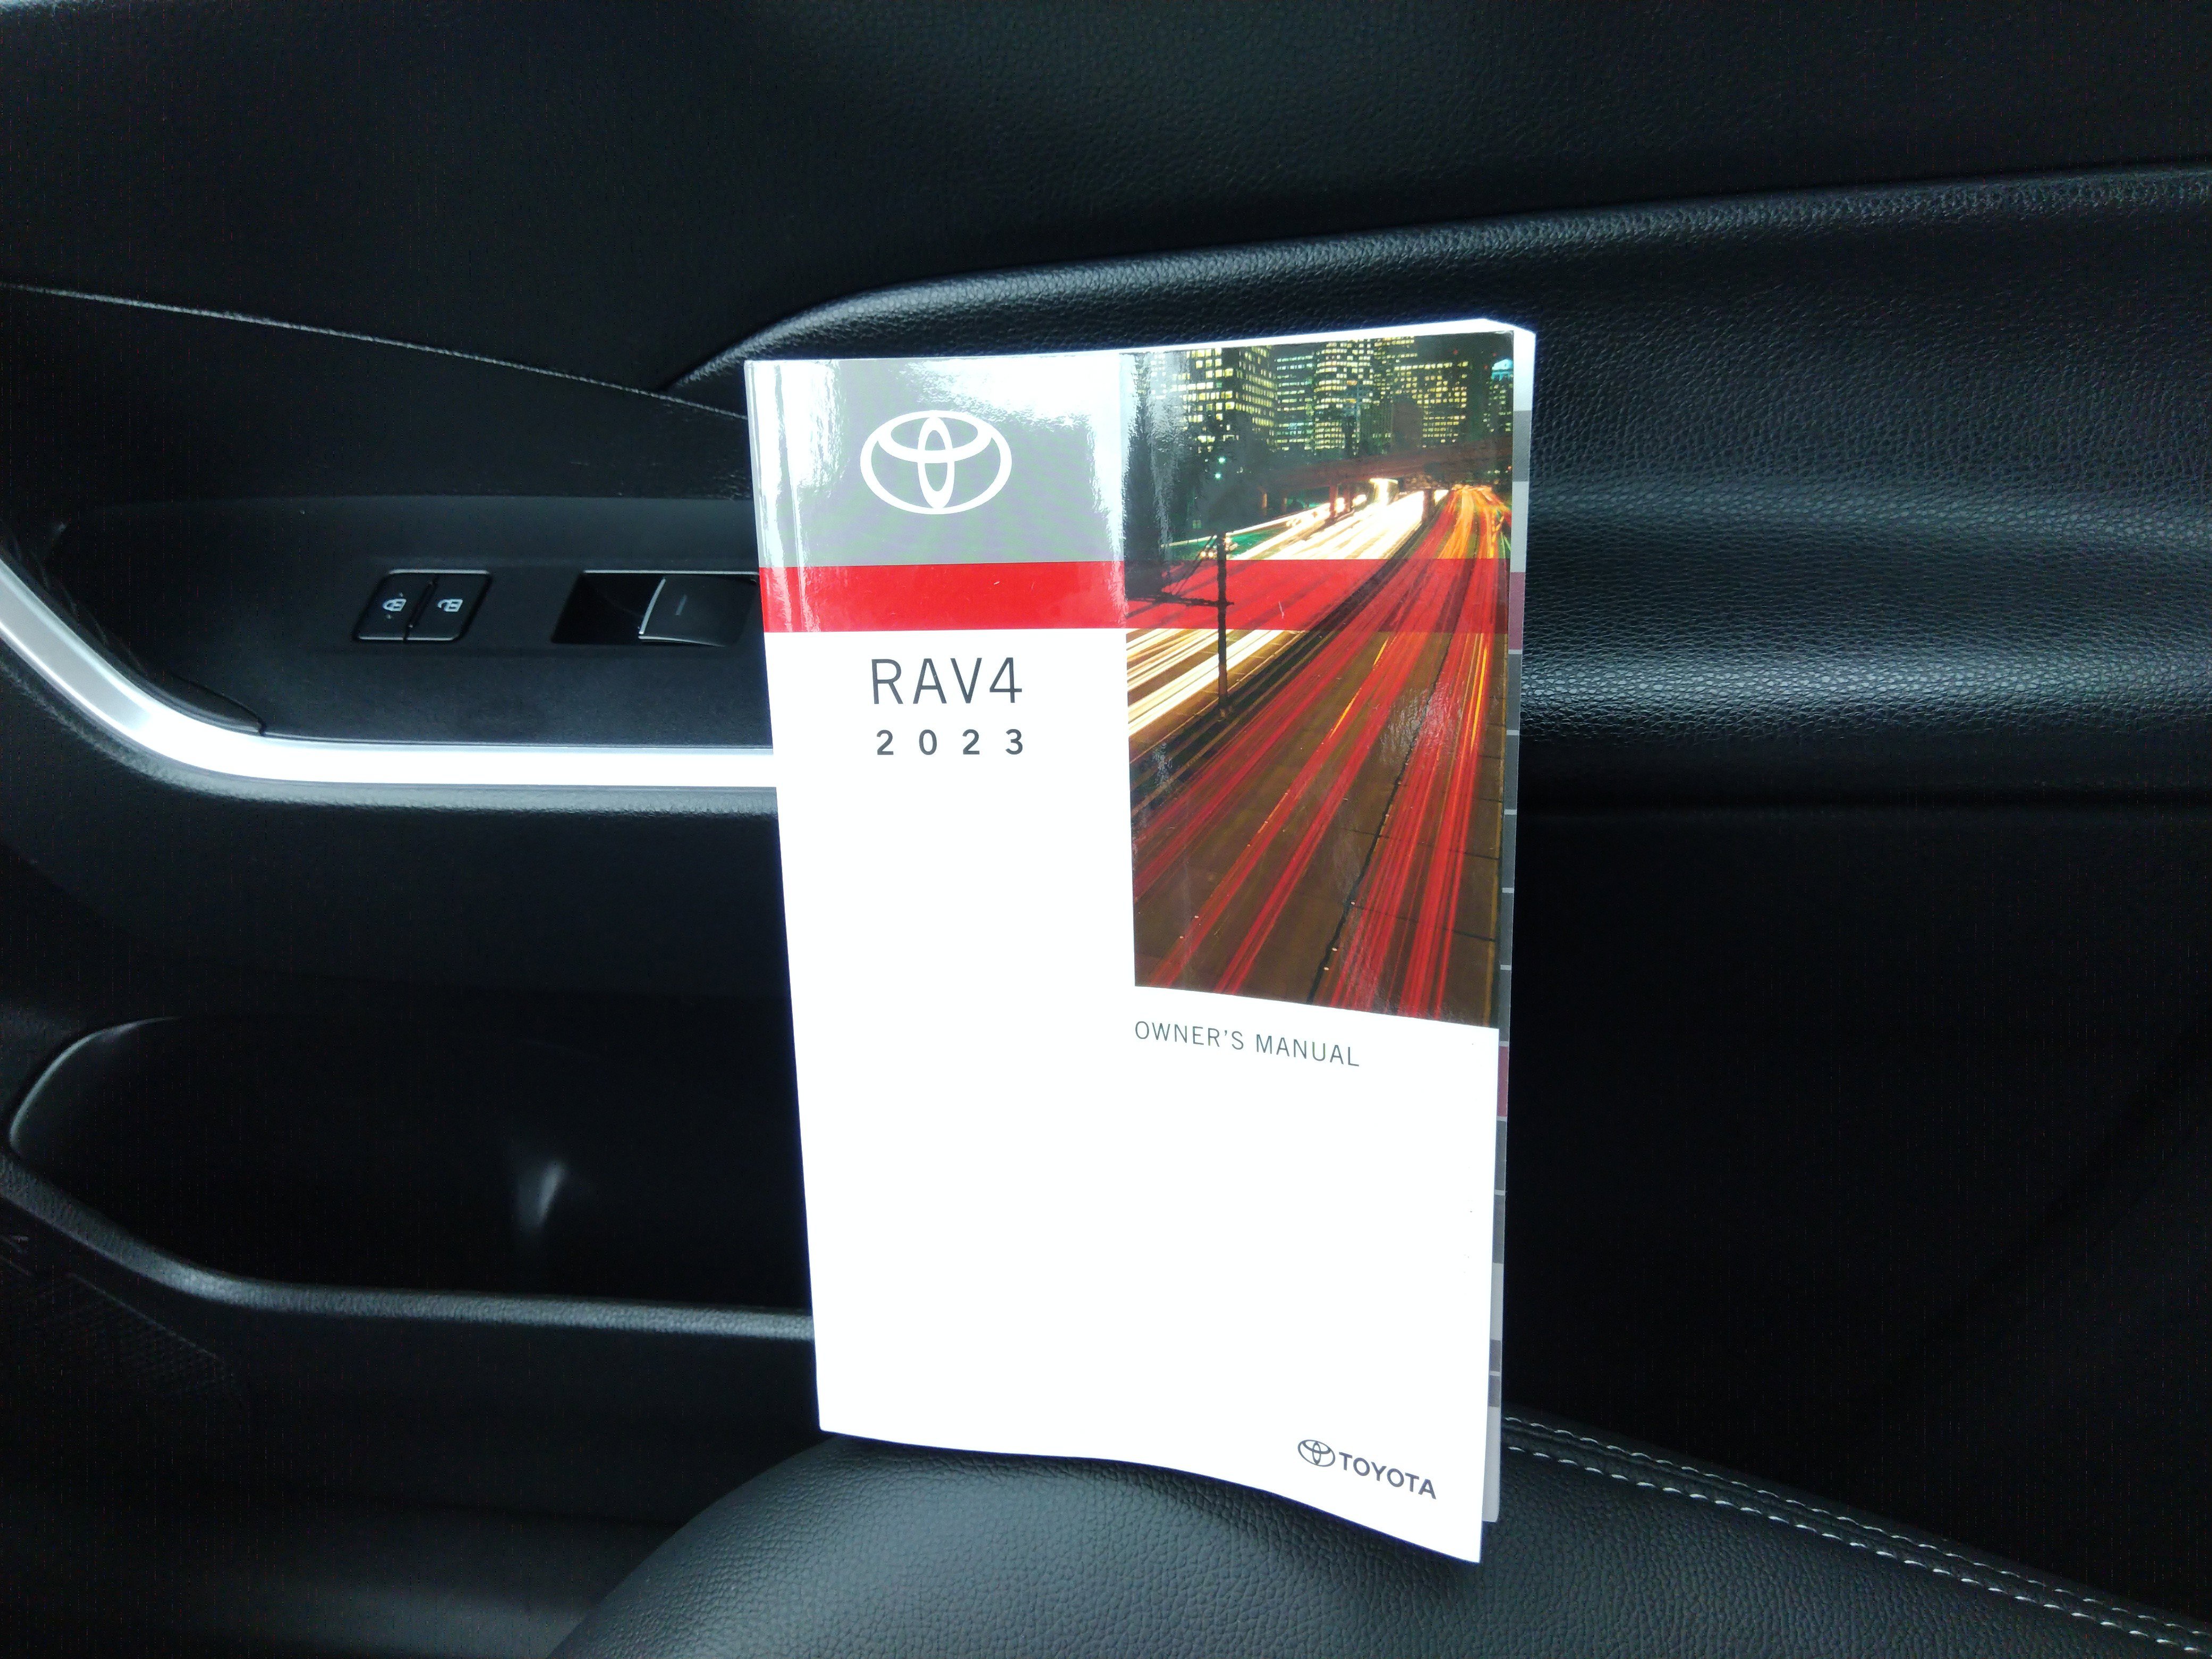 RAV4
2023
OWNER'S MANUAL
TOYOTA